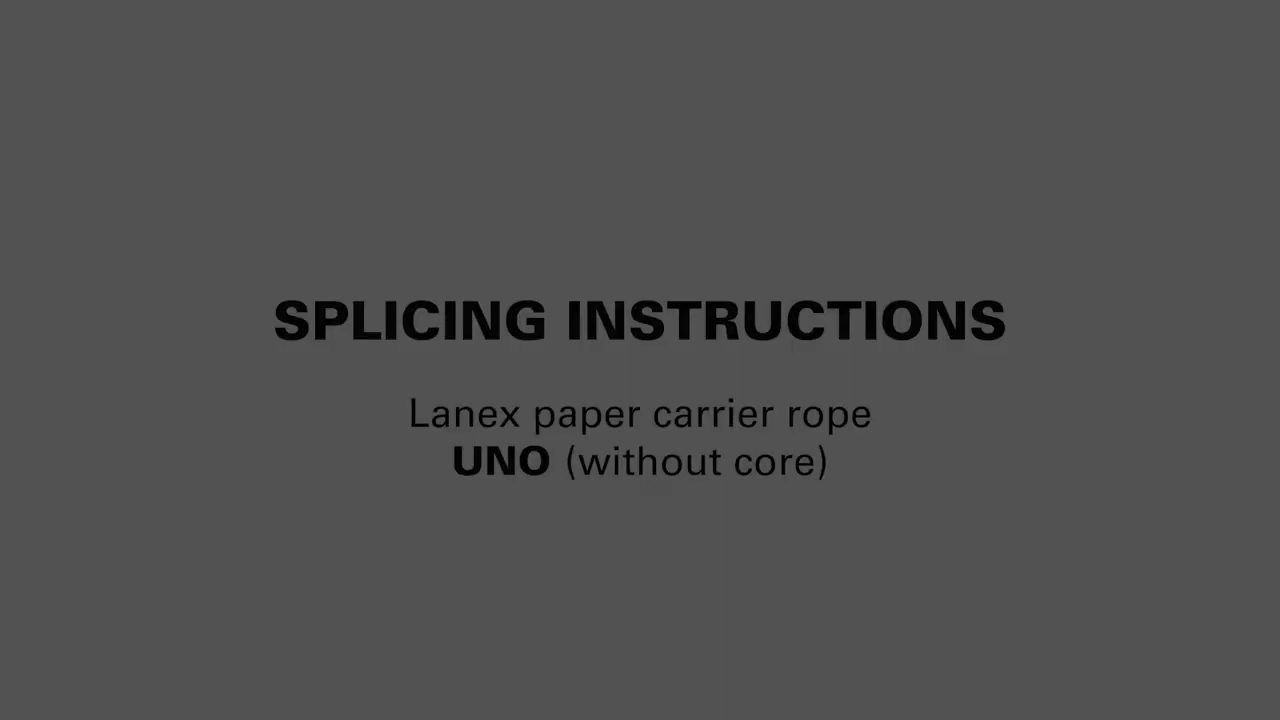 SPLICING INSTRUCTIONS
Lanex paper carrier rope
UNO (without core)